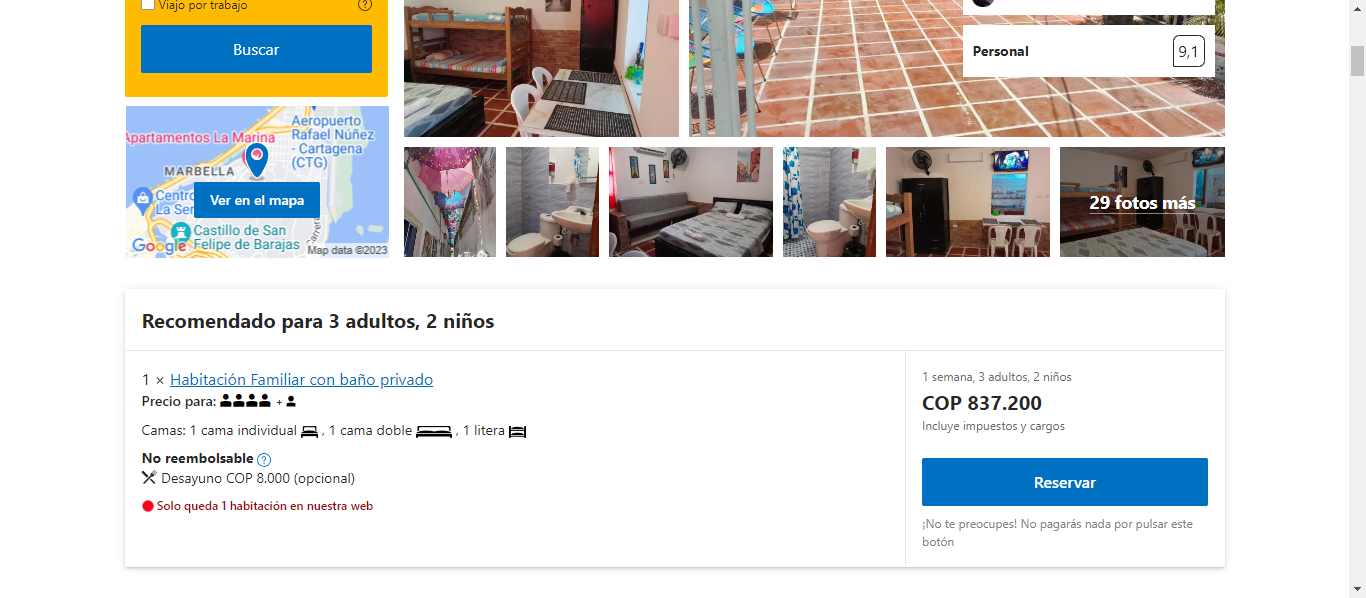 Viajo por trabajo
Buscar
Personal
9,1
Aeropuerto
Rafael Núñez
- Cartagena
(CTG)
Apartamentos La Marina
MARBELLA
Centro
La Ser
Ver en el mapa
Castillo de San
Felipe de Barajas
Carrer
Google
Map data ©2023
29 fotos más
Recomendado para 3 adultos, 2 niños
1 × Habitación Familiar con baño privado
Precio para: +
Camas: 1 cama individual , 1 cama doble , 1 litera
No reembolsable
Desayuno COP 8.000 (opcional)
Solo queda 1 habitación en nuestra web
1 semana, 3 adultos, 2 niños
COP 837.200
Incluye impuestos y cargos
Reservar
¡No te preocupes! No pagarás nada por pulsar este
botón